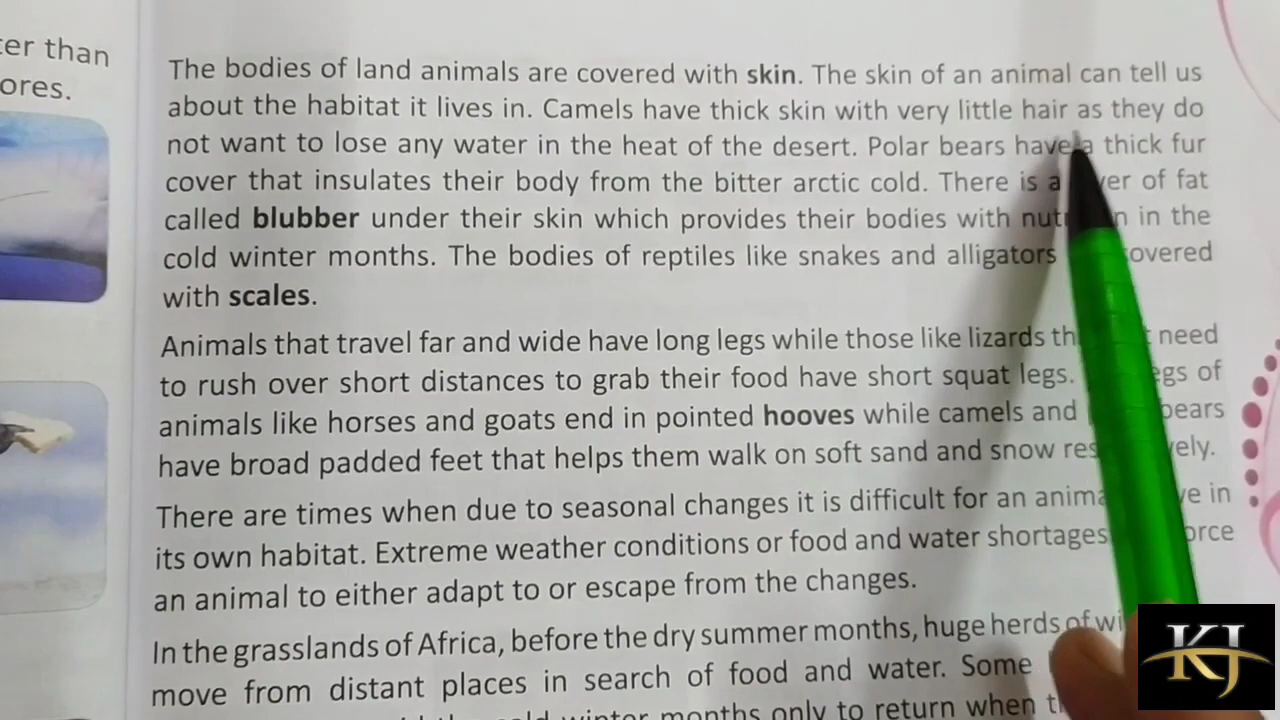 ter than
ores.
The bodies of land animals are covered with skin. The skin of an animal can tell us
about the habitat it lives in. Camels have thick skin with very little hair as they do
not want to lose any water in the heat of the desert. Polar bears have a thick fur
cover that insulates their body from the bitter arctic cold. There is a of fat
called blubber under their skin which provides their bodies with in the
cold winter months. The bodies of reptiles like snakes and alligators covered
with scales.
Animals that travel far and wide have long legs while those like lizards need
to rush over short distances to grab their food have short squat legs. legs of
animals like horses and goats end in pointed hooves while camels and bears
have broad padded feet that helps them walk on soft sand and snow
There are times when due to seasonal changes it is difficult for an in
its own habitat. Extreme weather conditions or food and water shortages
an animal to either adapt to or escape from the changes.
In the grasslands of Africa, before the dry summer months, huge herds of
move from distant places in search of food and water. Some
winter months only to return when
KJ